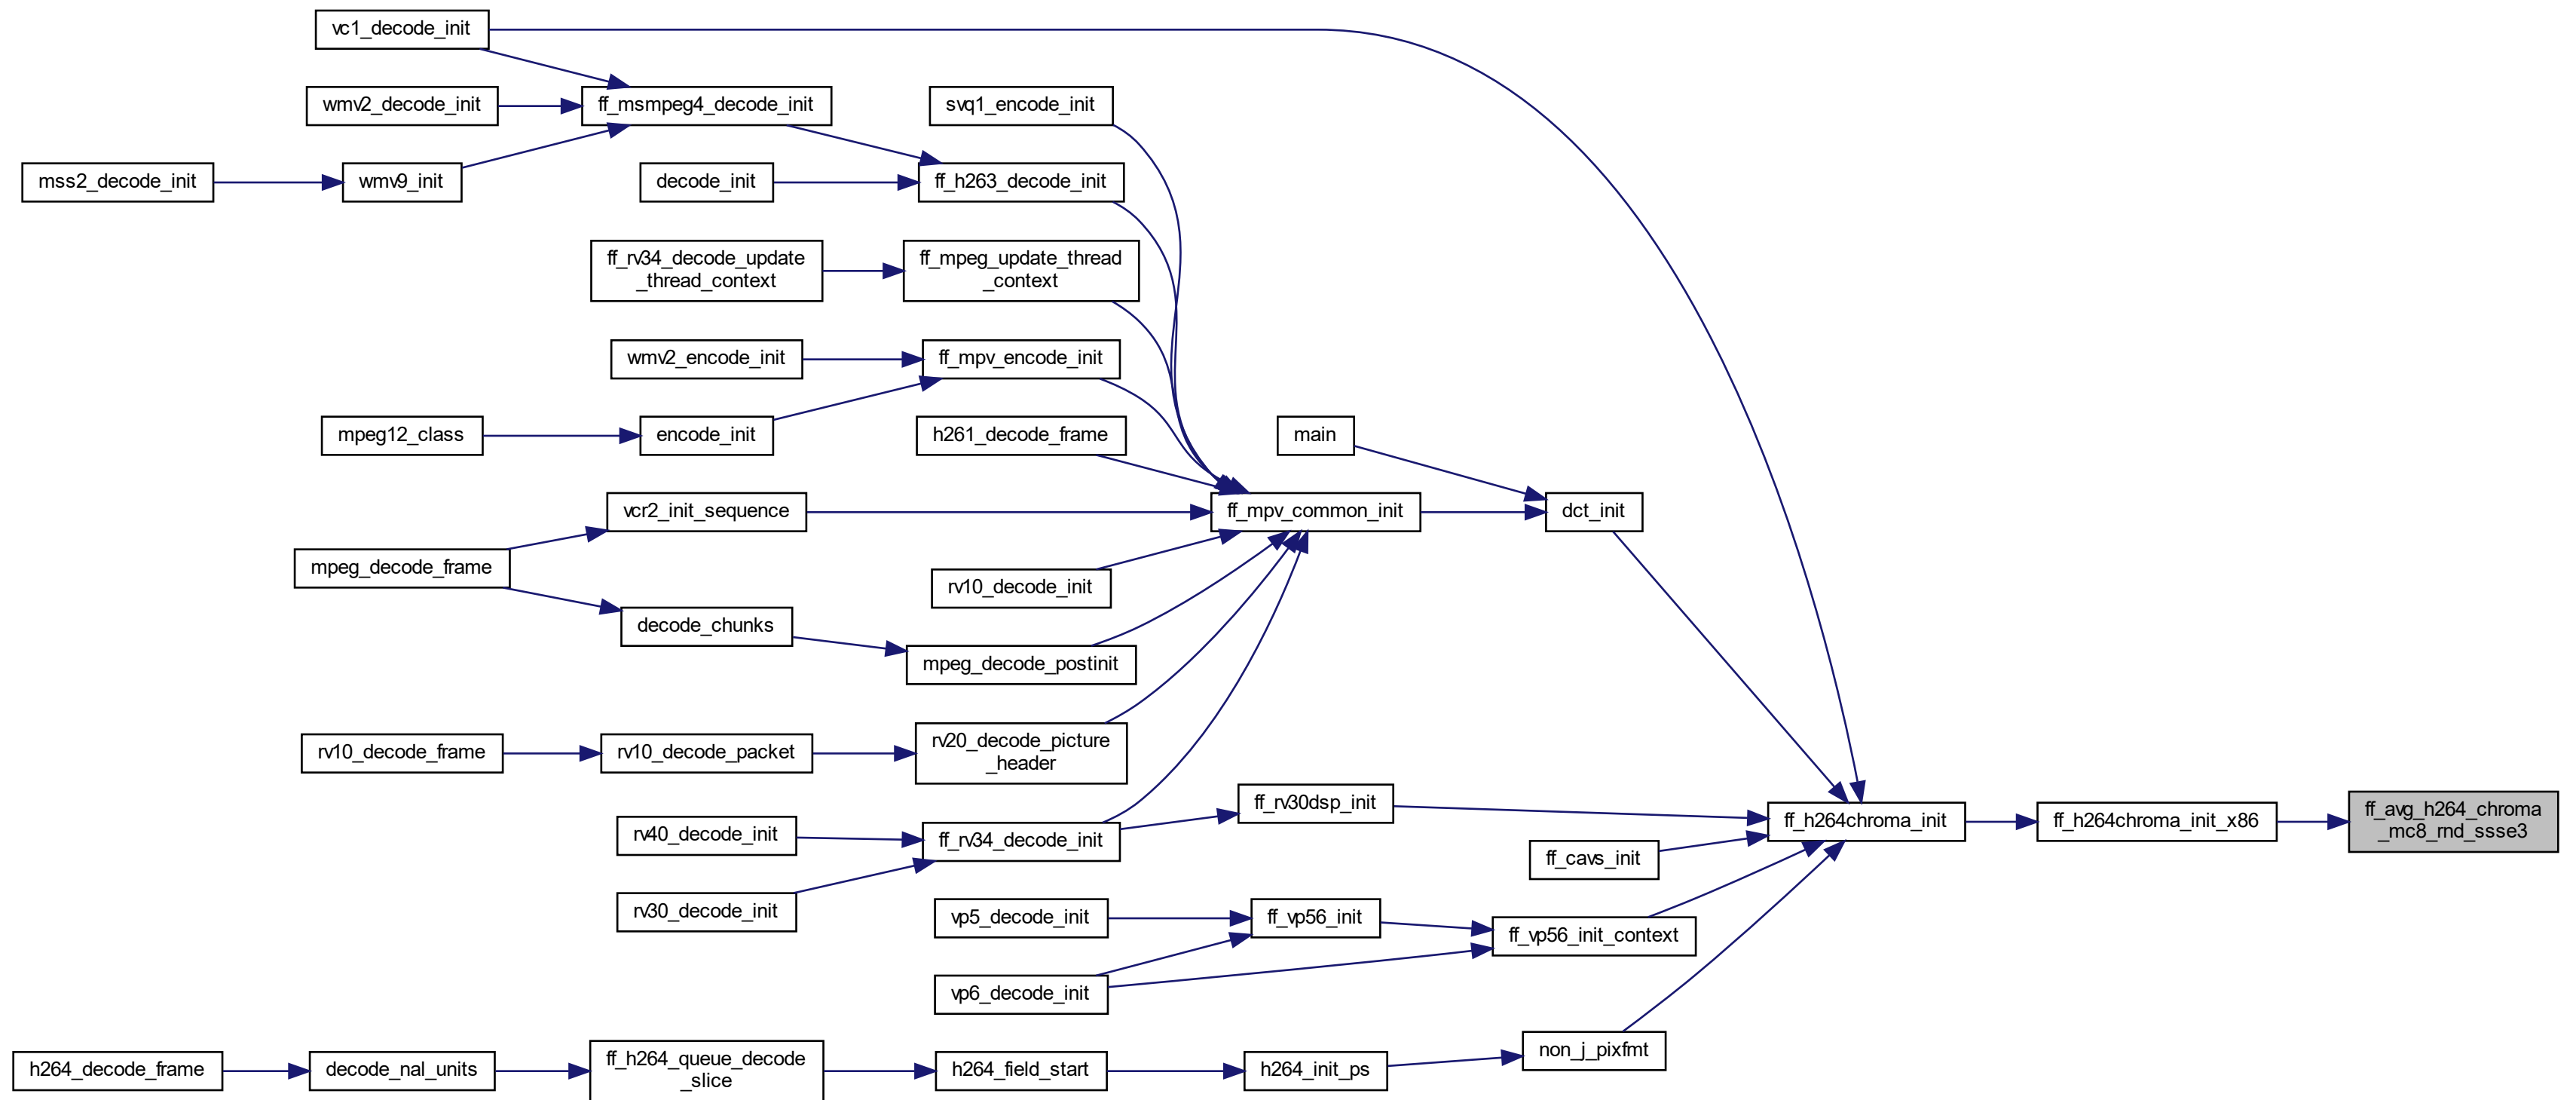 vc1_decode_init
wmv2_decode_init
ff_msmpeg4_decode_init
svq1_encode_init
mss2_decode_init
wmv9_init
decode_init
ff_h263_decode_init
ff_rv34_decode_update
_thread_context
ff_mpeg_update_thread
_context
wmv2_encode_init
ff_mpv_encode_init
mpeg12_class
encode_init
h261_decode_frame
main
vcr2_init_sequence
ff_mpv_common_init
dct_init
mpeg_decode_frame
rv10_decode_init
decode_chunks
mpeg_decode_postinit
rv10_decode_frame
rv10_decode_packet
rv20_decode_picture
_header
ff_rv30dsp_init
rv40_decode_init
ff_rv34_decode_init
ff_h264chroma_init
ff_h264chroma_init_x86
ff_avg_h264_chroma
_mc8_rnd_ssse3
ff_cavs_init
rv30_decode_init
vp5_decode_init
ff_vp56_init
ff_vp56_init_context
vp6_decode_init
non_j_pixfmt
h264_decode_frame
decode_nal_units
ff_h264_queue_decode
_slice
h264_field_start
h264_init_ps